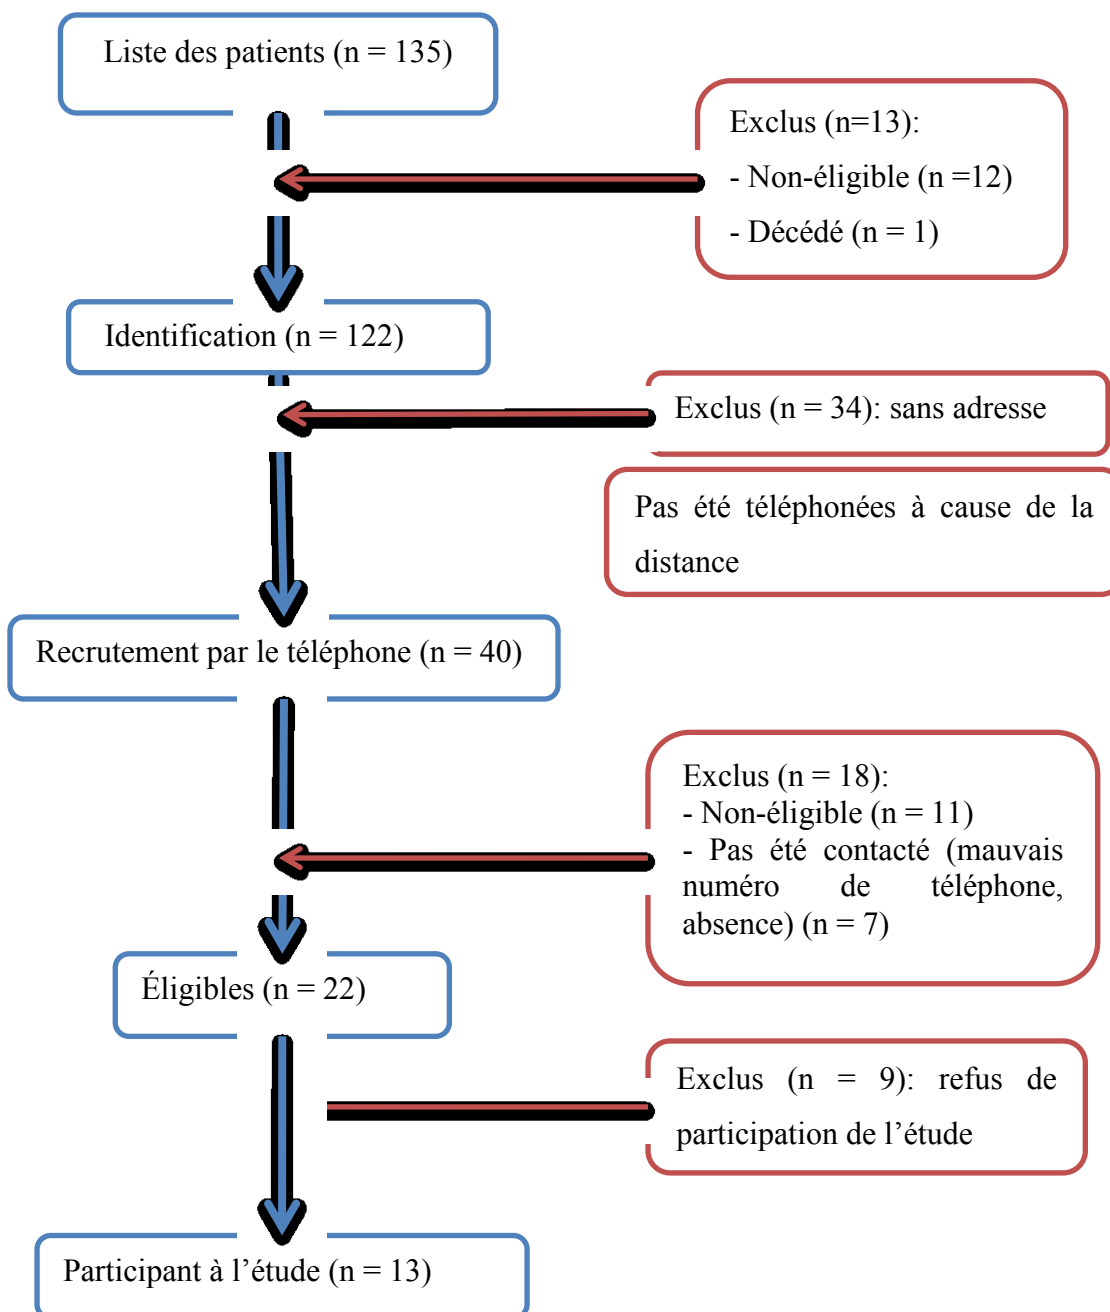 Liste des patients (n = 135)
Exclus (n=13):
- Non-éligible (n =12)
- Décédé (n = 1)
Identification (n = 122)
Exclus (n = 34): sans adresse
Pas été téléphonées à cause de la
distance
Recrutement par le téléphone (n = 40)
Exclus (n = 18):
- Non-éligible (n = 11)
- Pas été contacté (mauvais
numéro de téléphone,
absence) (n = 7)
Éligibles (n = 22)
Exclus (n = 9): refus de
participation de l’étude
Participant à l’étude (n = 13)